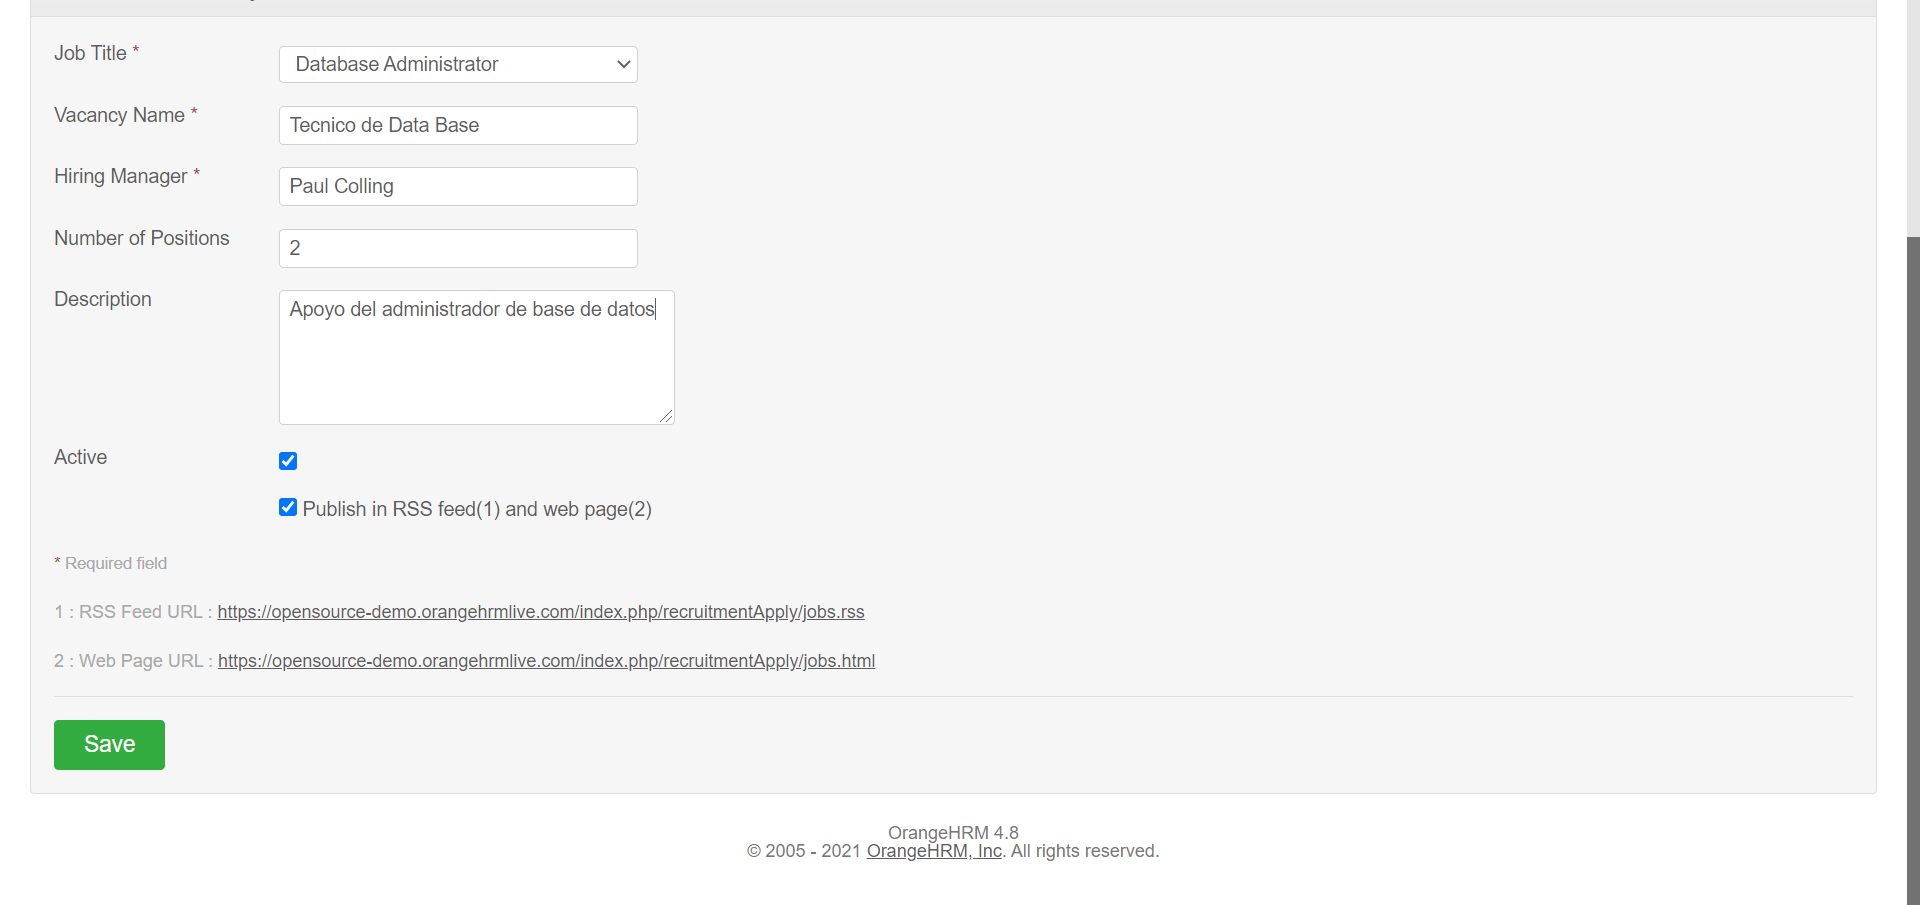 Job Title *
Database Administrator
Vacancy Name *
Tecnico de Data Base
Hiring Manager *
Paul Colling
Number of Positions
2
Description
Apoyo del administrador de base de datos
Active
Publish in RSS feed(1) and web page(2)
* Required field
1 : RSS Feed URL : https://opensource-demo.orangehrmlive.com/index.php/recruitmentApply/jobs.rss
2 : Web Page URL : https://opensource-demo.orangehrmlive.com/index.php/recruitmentApply/jobs.html
Save
OrangeHRM 4.8
© 2005 - 2021 OrangeHRM, Inc. All rights reserved.